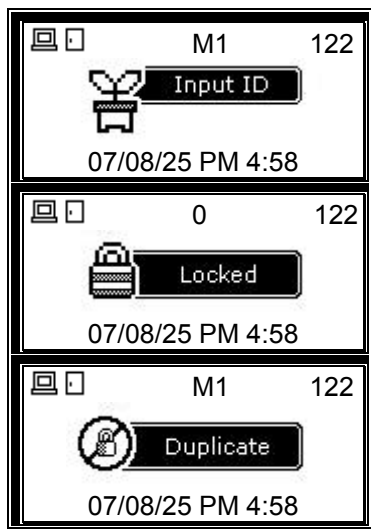 M1 122
Input ID
07/08/25 PM 4:58
0 122
Locked
07/08/25 PM 4:58
M1 122
Duplicate
07/08/25 PM 4:58